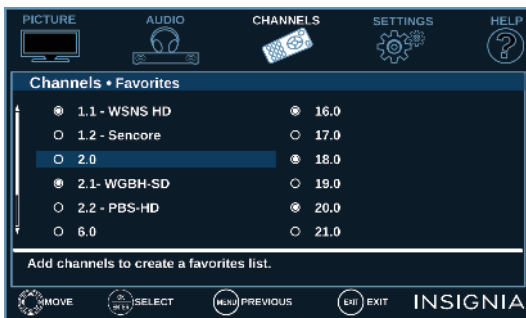 PICTURE AUDIO CHANNELS SETTINGS HELP
Channels • Favorites
1.1 - WSNS HD 16.0
1.2 - Sencore 17.0
2.0 18.0
2.1- WGBH-SD 19.0
2.2 - PBS-HD 20.0
6.0 21.0
Add channels to create a favorites list.
MOVE OK ENTER SELECT MENU PREVIOUS EXIT EXIT INSIGNIA